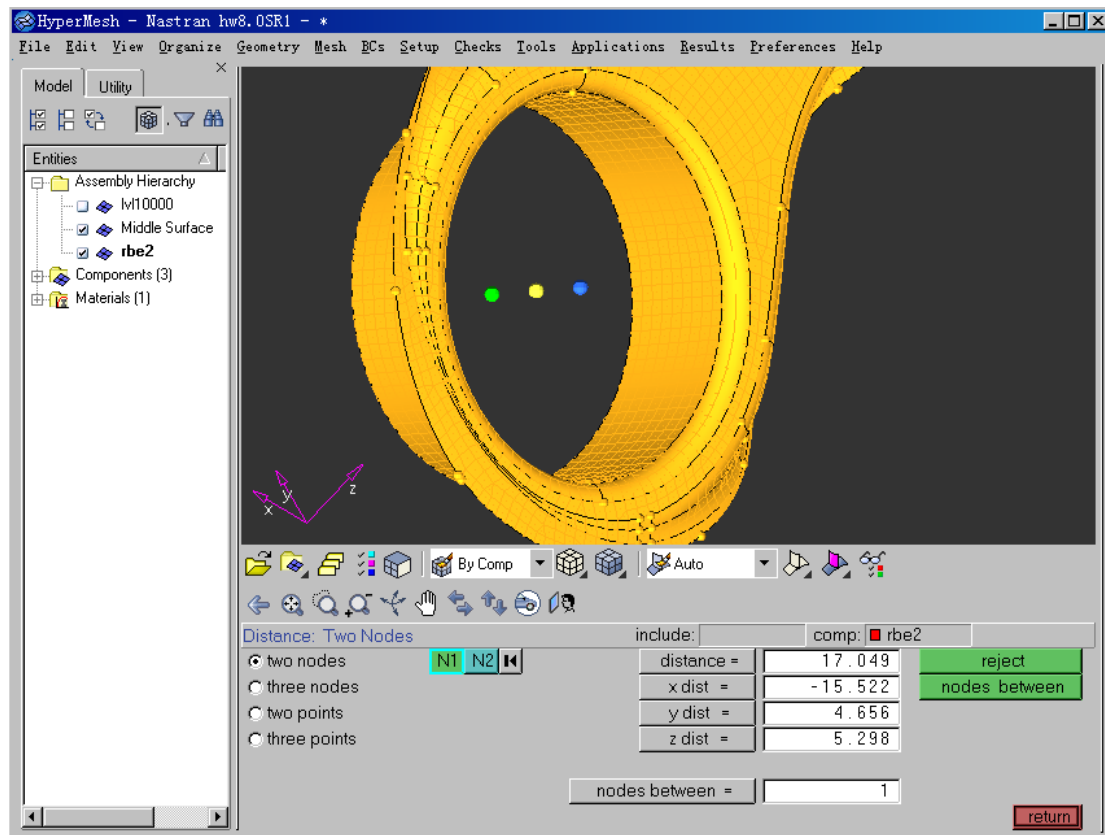 HyperMesh - Nastran hw8.0SR1 - *
File Edit View Organize Geometry Mesh BCs Setup Checks Tools Applications Results Preferences Help
Model Utility
Entities
Assembly Hierarchy
lvl10000
Middle Surface
rbe2
Components (3)
Materials (1)
x y z
By Comp Auto
Distance: Two Nodes include: comp: rbe2
two nodes N1 N2 distance = 17.049 reject
three nodes x dist = -15.522 nodes between
two points y dist = 4.656
three points z dist = 5.298
nodes between = 1
return